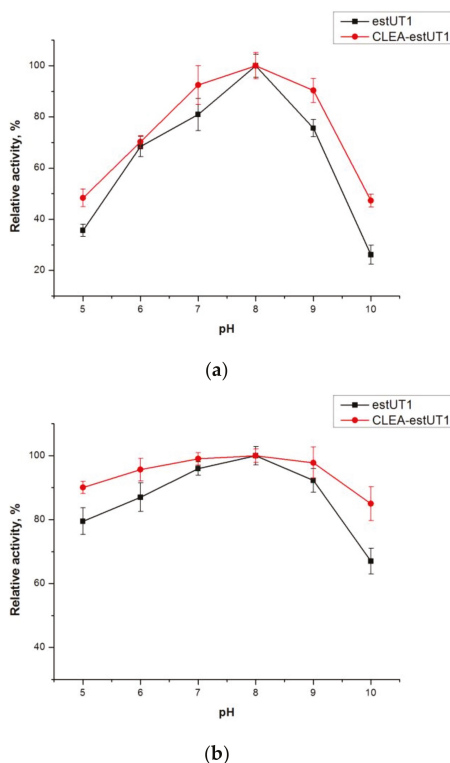 estUT1
CLEA-estUT1
Relative activity, %
100
80
60
40
20
5 6 7 8 9 10
pH
(a)
estUT1
CLEA-estUT1
Relative activity, %
100
80
60
40
5 6 7 8 9 10
pH
(b)